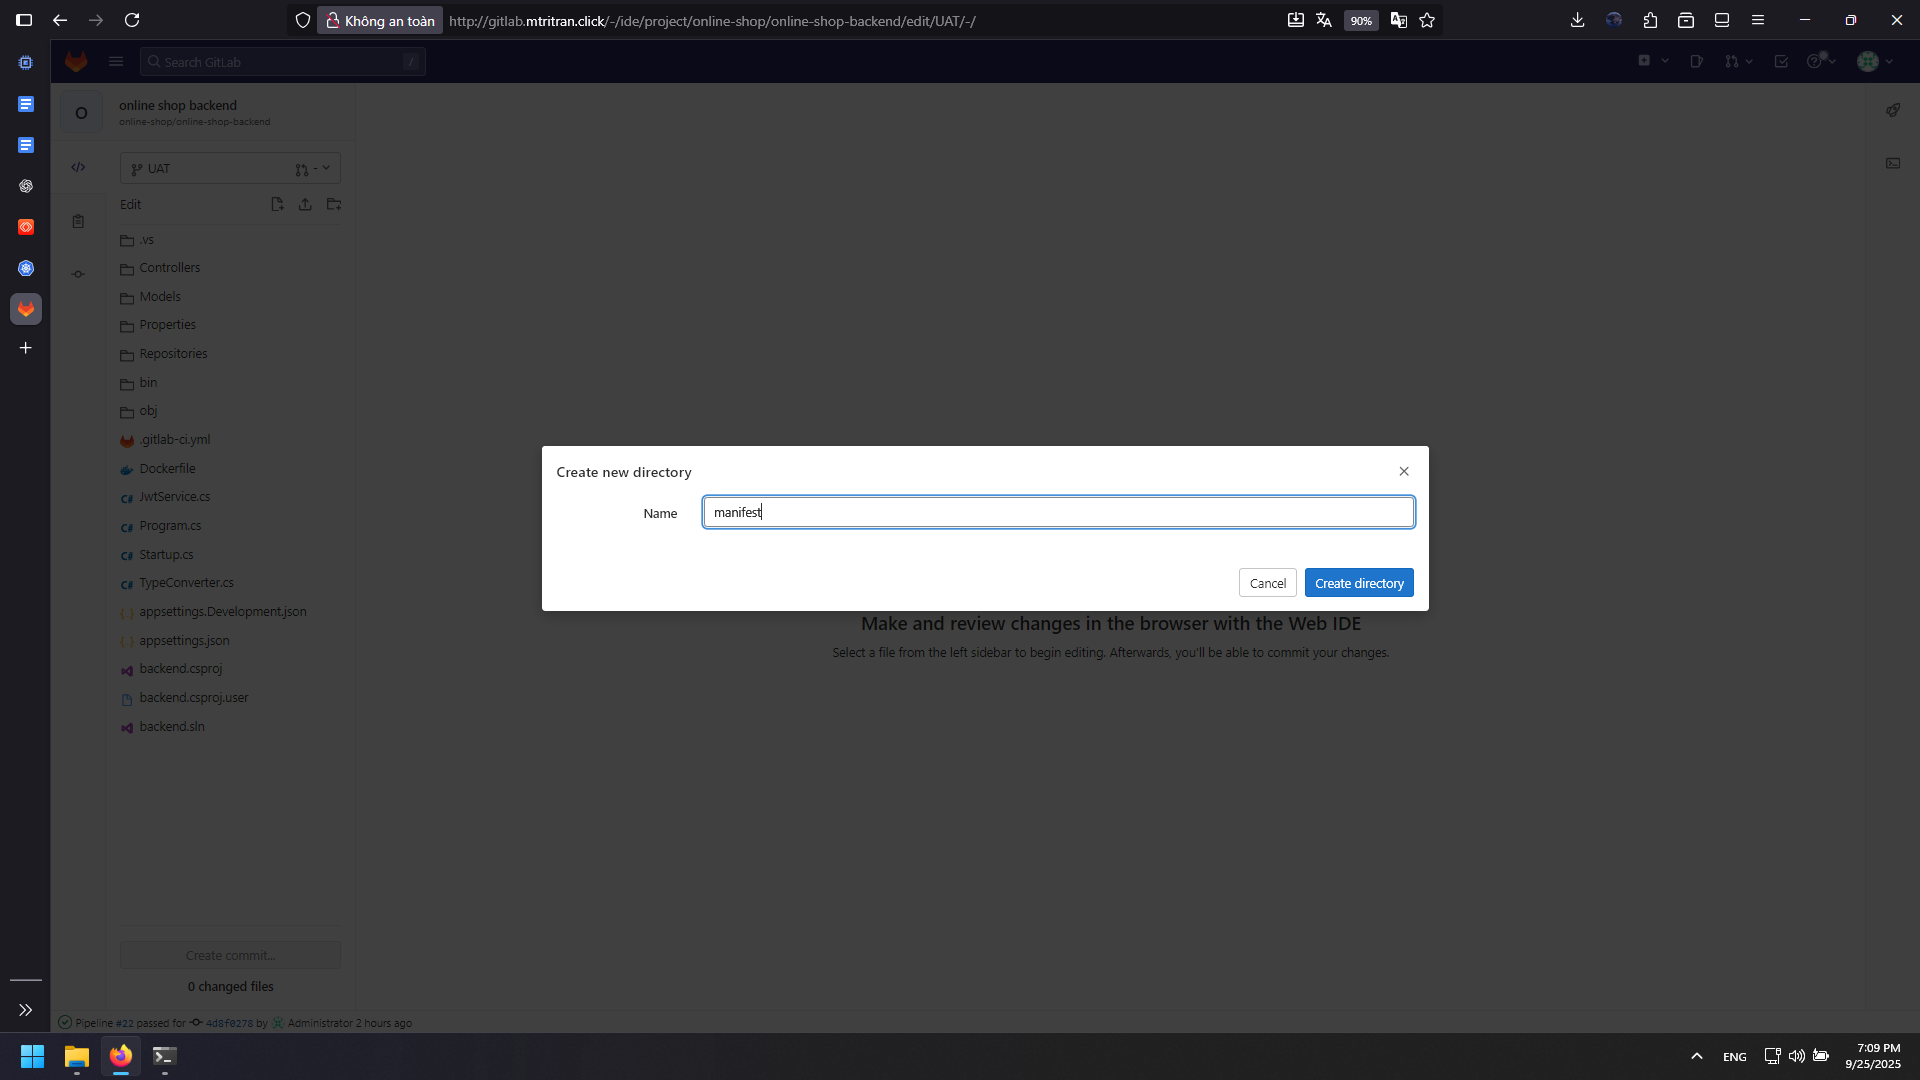 Không an toàn
http://gitlab.mtritran.click/-/ide/project/online-shop/online-shop-backend/edit/UAT/-/
90%
Search GitLab
/
O
online shop backend
online-shop/online-shop-backend
UAT
-
Edit
.vs
Controllers
Models
Properties
Repositories
bin
obj
.gitlab-ci.yml
Dockerfile
JwtService.cs
Program.cs
Startup.cs
TypeConverter.cs
appsettings.Development.json
appsettings.json
backend.csproj
backend.csproj.user
backend.sln
Create new directory
Name
manifest
Cancel
Create directory
Make and review changes in the browser with the Web IDE
Select a file from the left sidebar to begin editing. Afterwards, you'll be able to commit your changes.
Create commit...
0 changed files
Pipeline #22 passed for 4d8f0278 by Administrator 2 hours ago
ENG
7:09 PM
9/25/2025